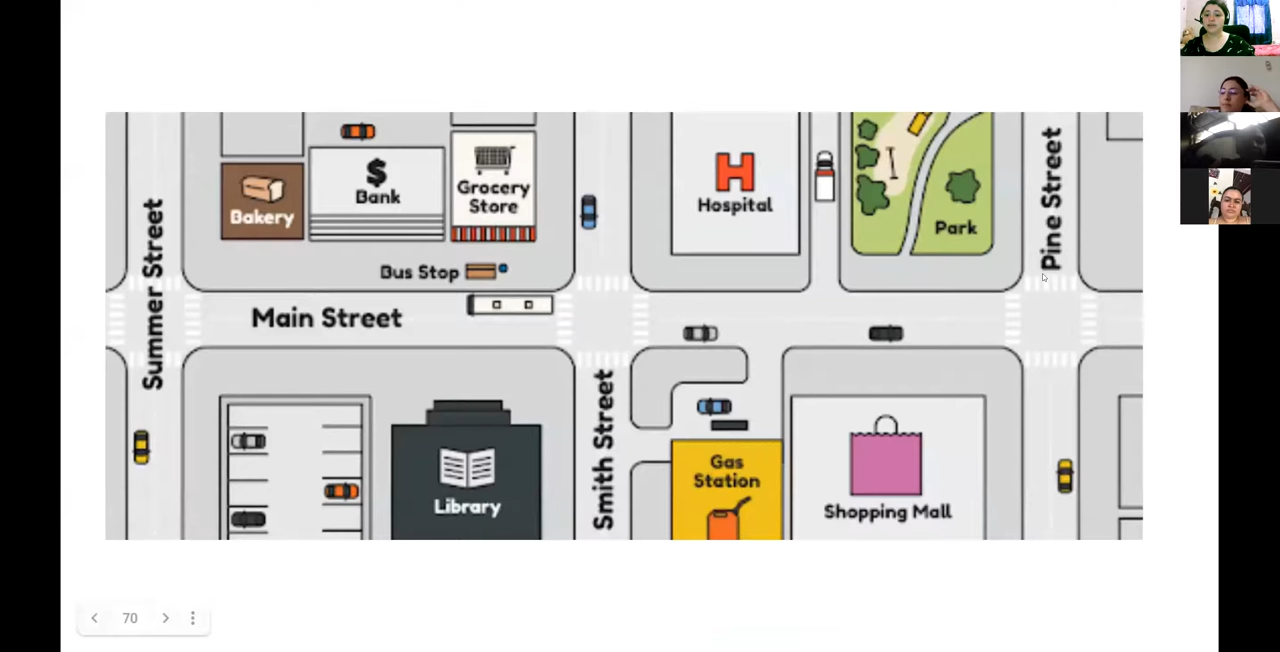 Bakery
$
Bank
Grocery
Store
H
Hospital
Park
Pine Street
Summer Street
Bus Stop
Main Street
Smith Street
Library
Gas
Station
Shopping Mall
70